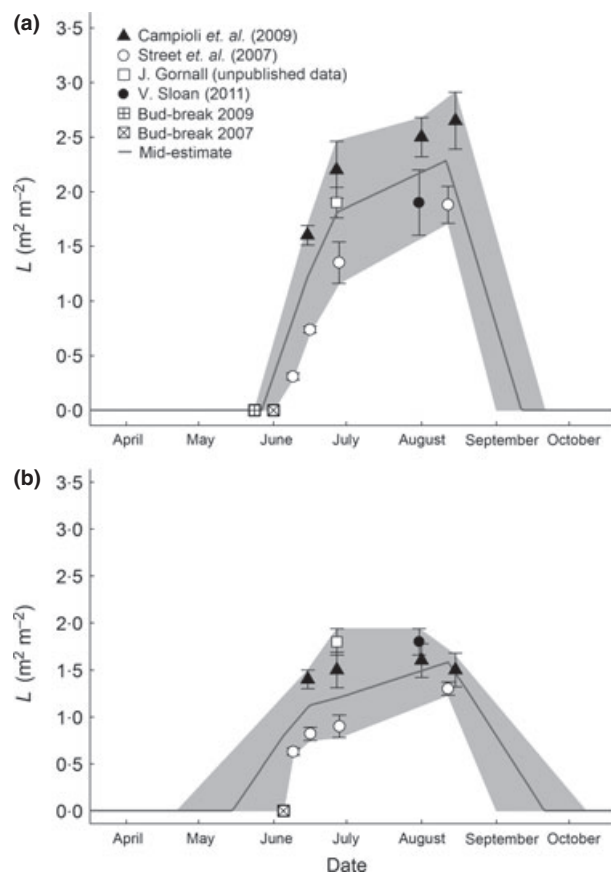 (a)
3·5
3·0
2·5
2·0
1·5
1·0
0·5
0·0
L (m² m⁻²)
Campioli et. al. (2009)
Street et. al. (2007)
J. Gornall (unpublished data)
V. Sloan (2011)
Bud-break 2009
Bud-break 2007
Mid-estimate
April May June July August September October
(b)
3·5
3·0
2·5
2·0
1·5
1·0
0·5
0·0
L (m² m⁻²)
April May June July August September October
Date